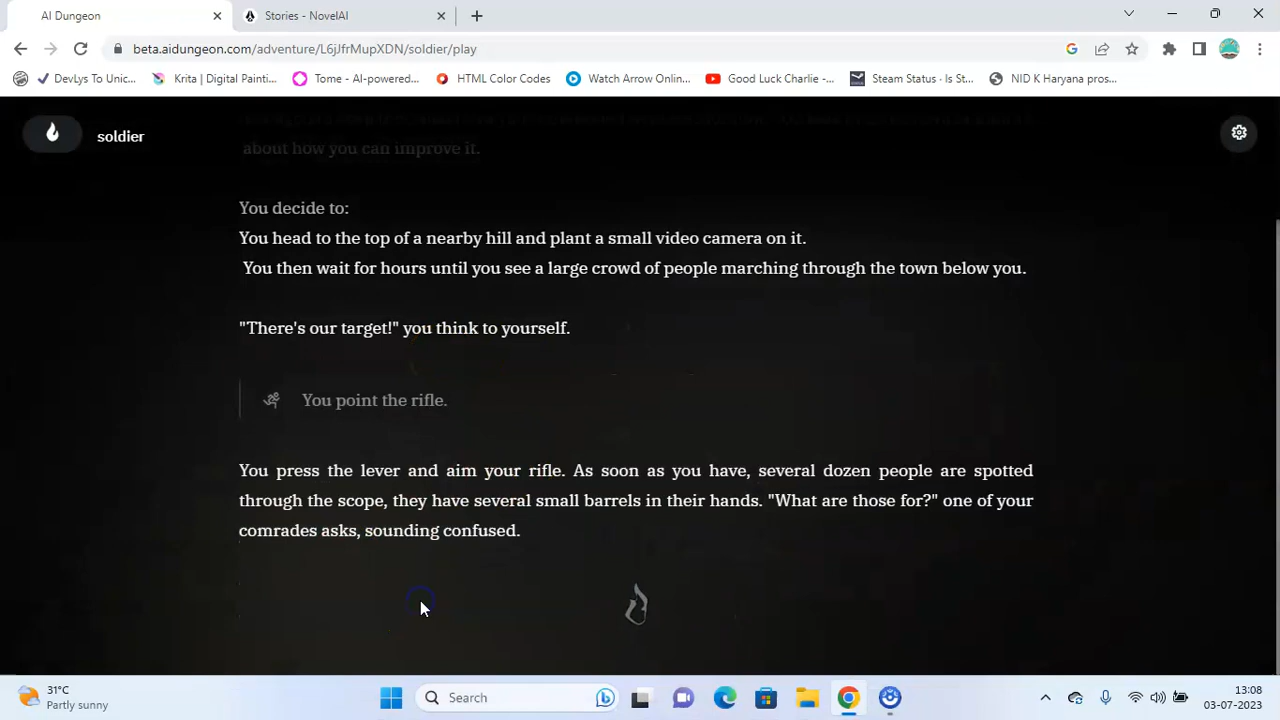 AI Dungeon
Stories - NovelAI
beta.aidungeon.com/adventure/L6jJfrMupXDN/soldier/play
DevLys To Unic...
Krita | Digital Painti...
Tome - AI-powered...
HTML Color Codes
Watch Arrow Onlin...
Good Luck Charlie -...
Steam Status · Is St...
NID K Haryana pros...
soldier
about how you can improve it.
You decide to:
You head to the top of a nearby hill and plant a small video camera on it.
You then wait for hours until you see a large crowd of people marching through the town below you.
"There's our target!" you think to yourself.
You point the rifle.
You press the lever and aim your rifle. As soon as you have, several dozen people are spotted
through the scope, they have several small barrels in their hands. "What are those for?" one of your
comrades asks, sounding confused.
31°C
Partly sunny
Search
13:08
03-07-2023